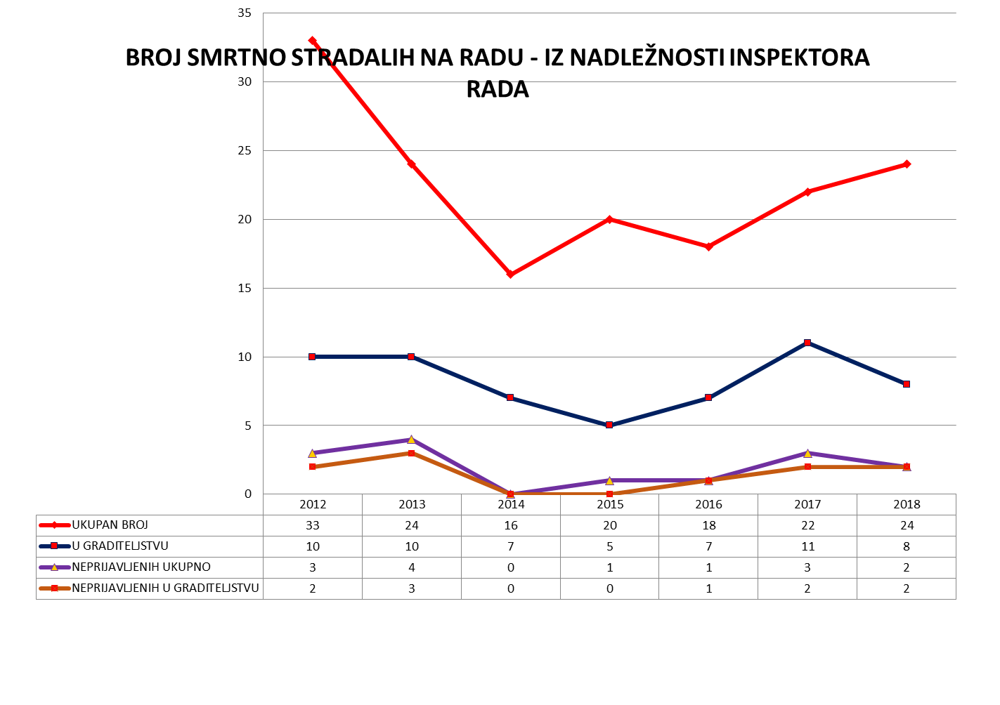 35
BROJ SMRTNO STRADALIH NA RADU - IZ NADLEŽNOSTI INSPEKTORA
RADA
30
25
20
15
10
5
0
2012 2013 2014 2015 2016 2017 2018
UKUPAN BROJ 33 24 16 20 18 22 24
U GRADITELJSTVU 10 10 7 5 7 11 8
NEPRIJAVLJENIH UKUPNO 3 4 0 1 1 3 2
NEPRIJAVLJENIH U GRADITELJSTVU 2 3 0 0 1 2 2